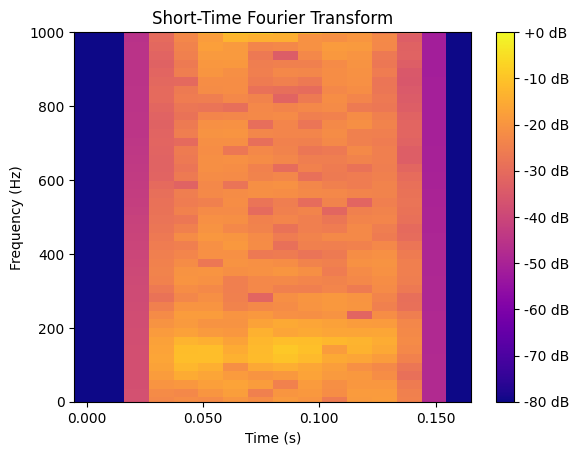 Short-Time Fourier Transform
1000
800
600
400
200
0
Frequency (Hz)
0.000
0.050
0.100
0.150
Time (s)
+0 dB
-10 dB
-20 dB
-30 dB
-40 dB
-50 dB
-60 dB
-70 dB
-80 dB